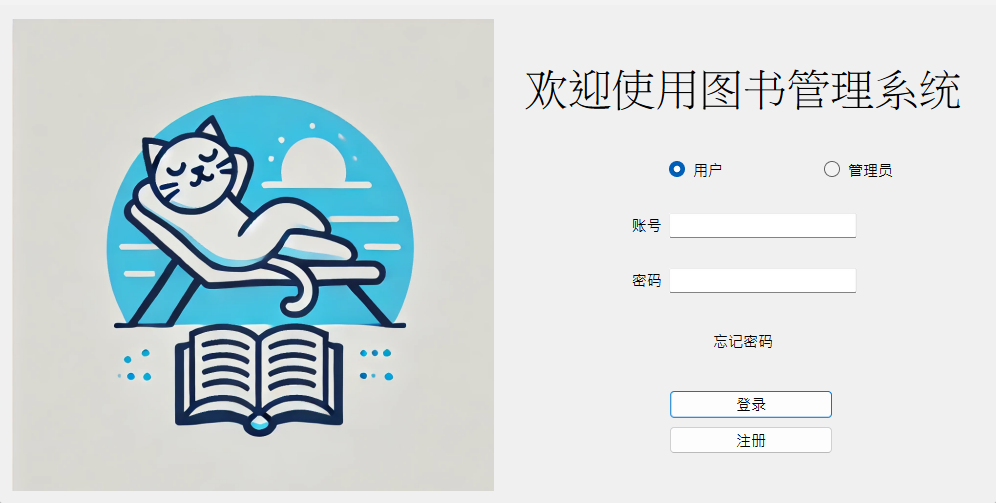 欢迎使用图书管理系统
用户 管理员
账号
密码
忘记密码
登录
注册